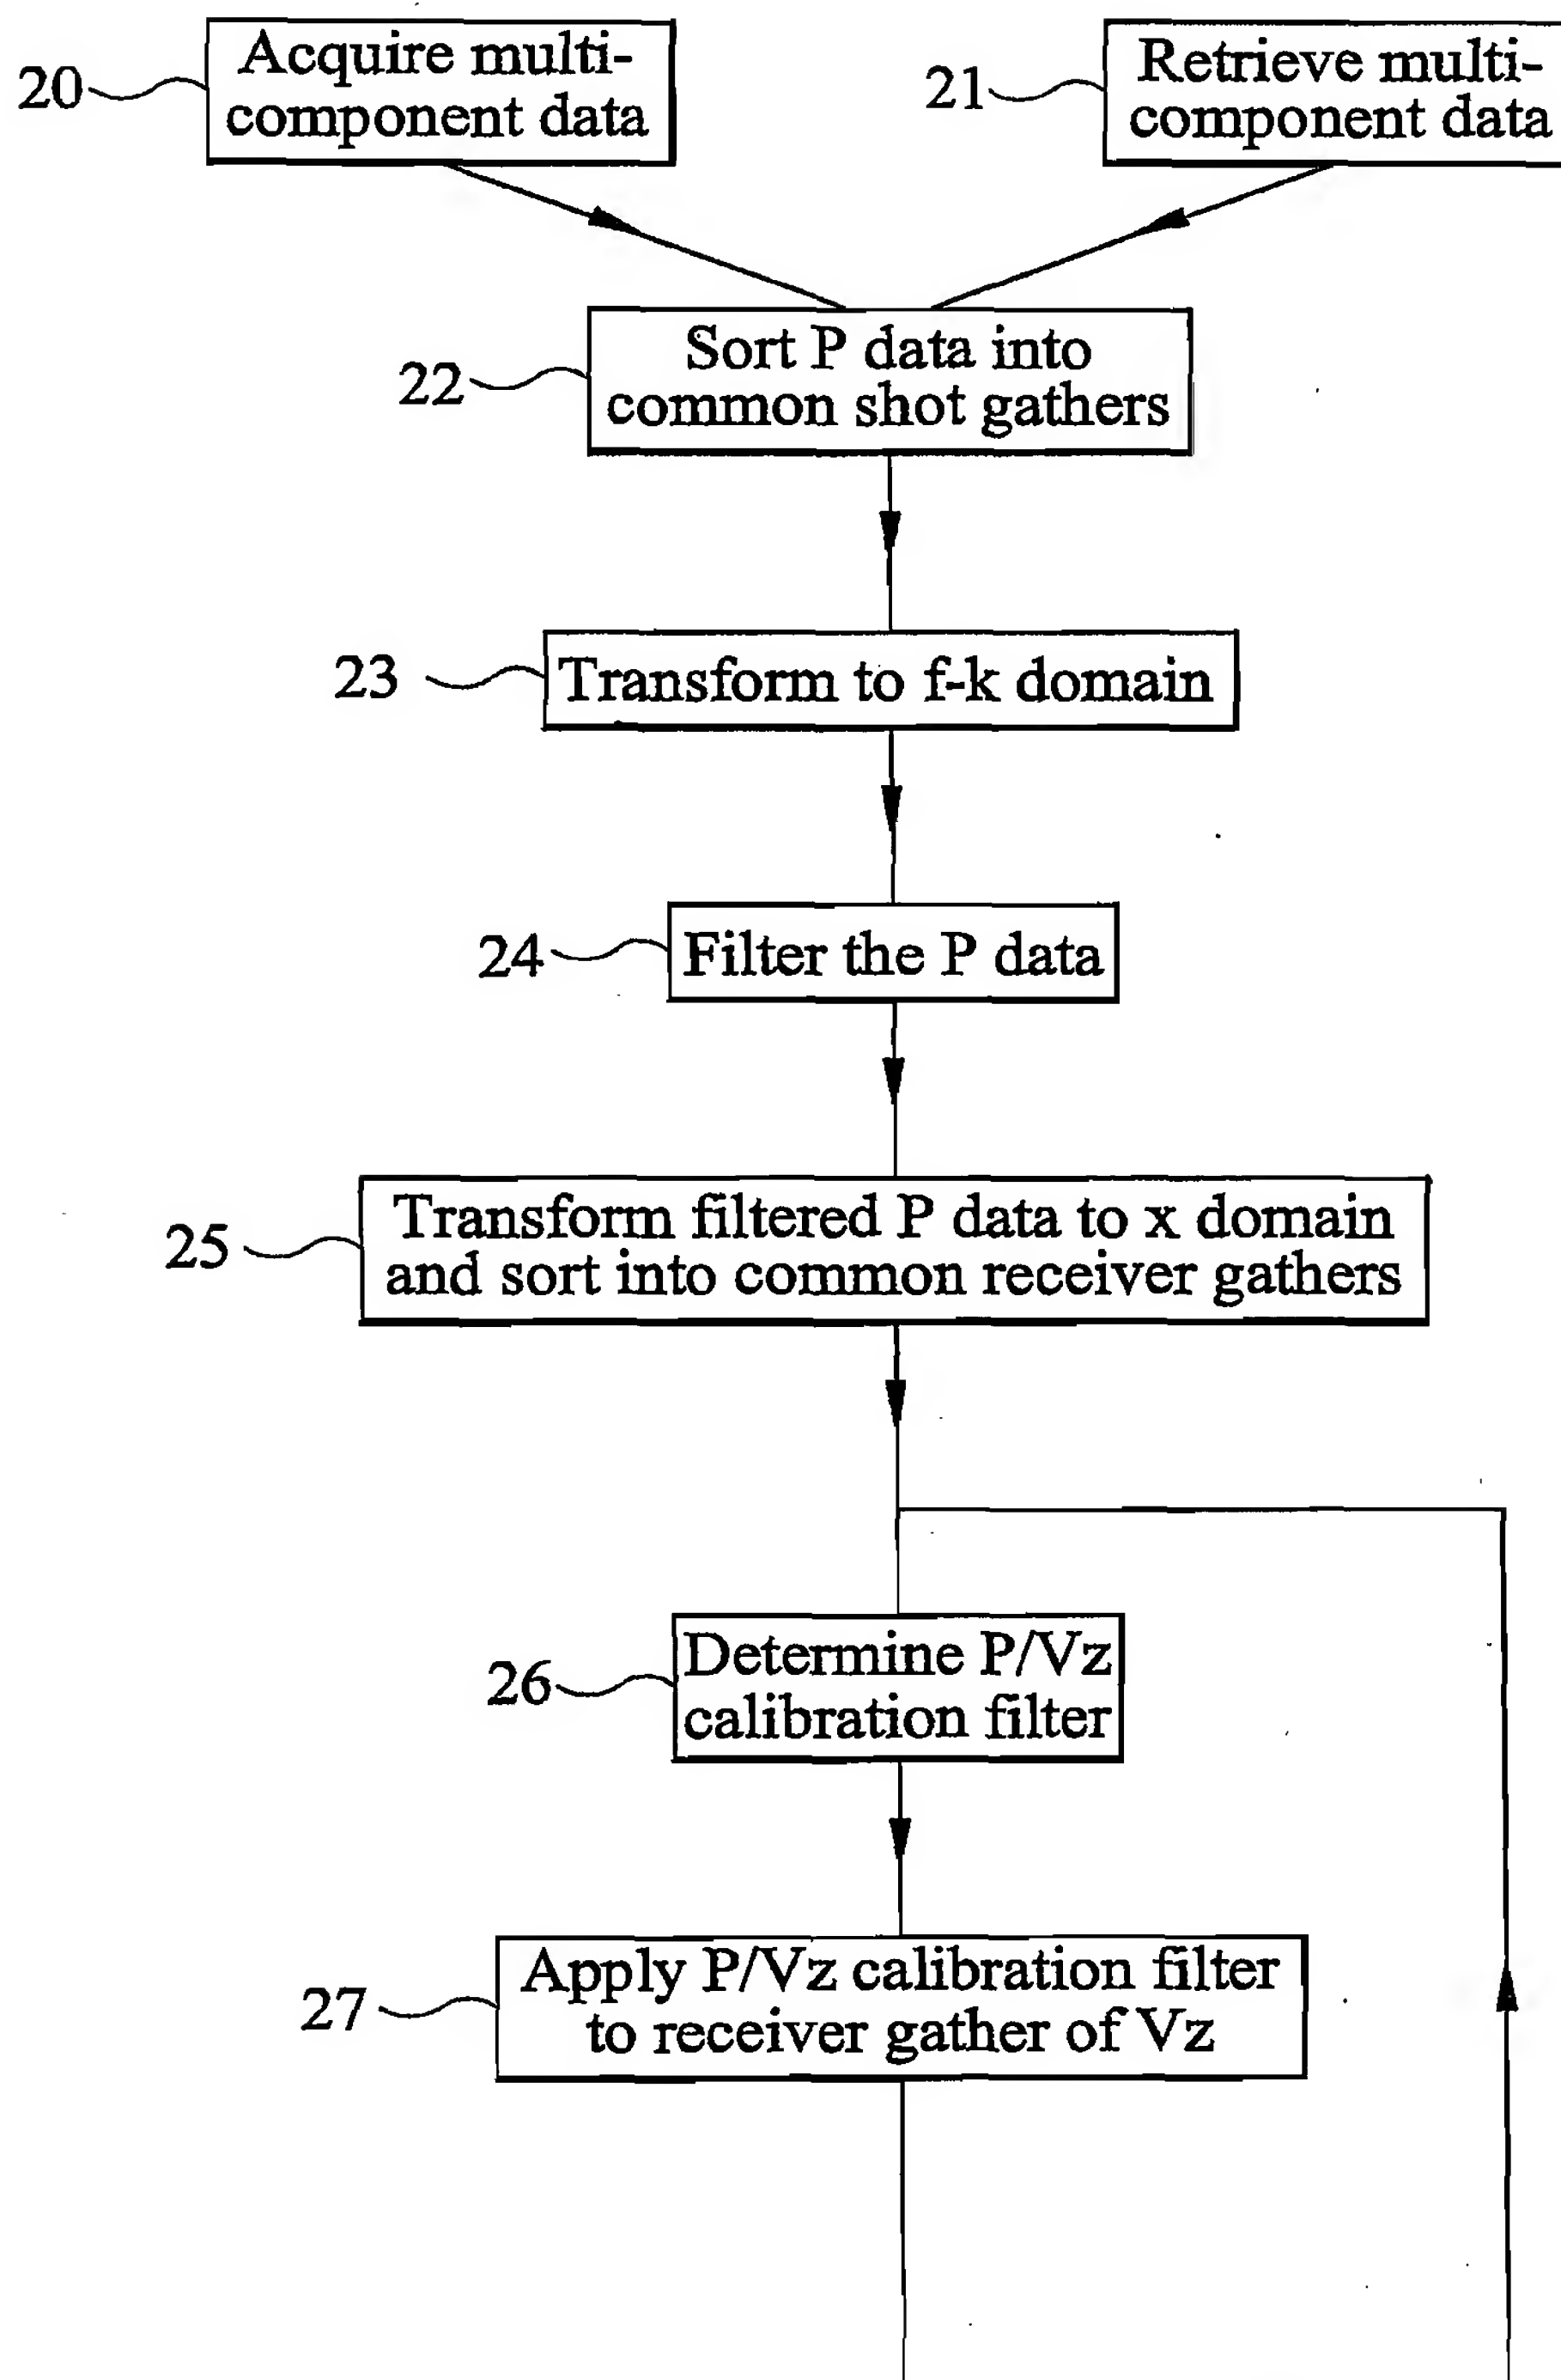 20
Acquire multi-
component data
21
Retrieve multi-
component data
22
Sort P data into
common shot gathers
23
Transform to f-k domain
24
Filter the P data
25
Transform filtered P data to x domain
and sort into common receiver gathers
26
Determine P/Vz
calibration filter
27
Apply P/Vz calibration filter
to receiver gather of Vz